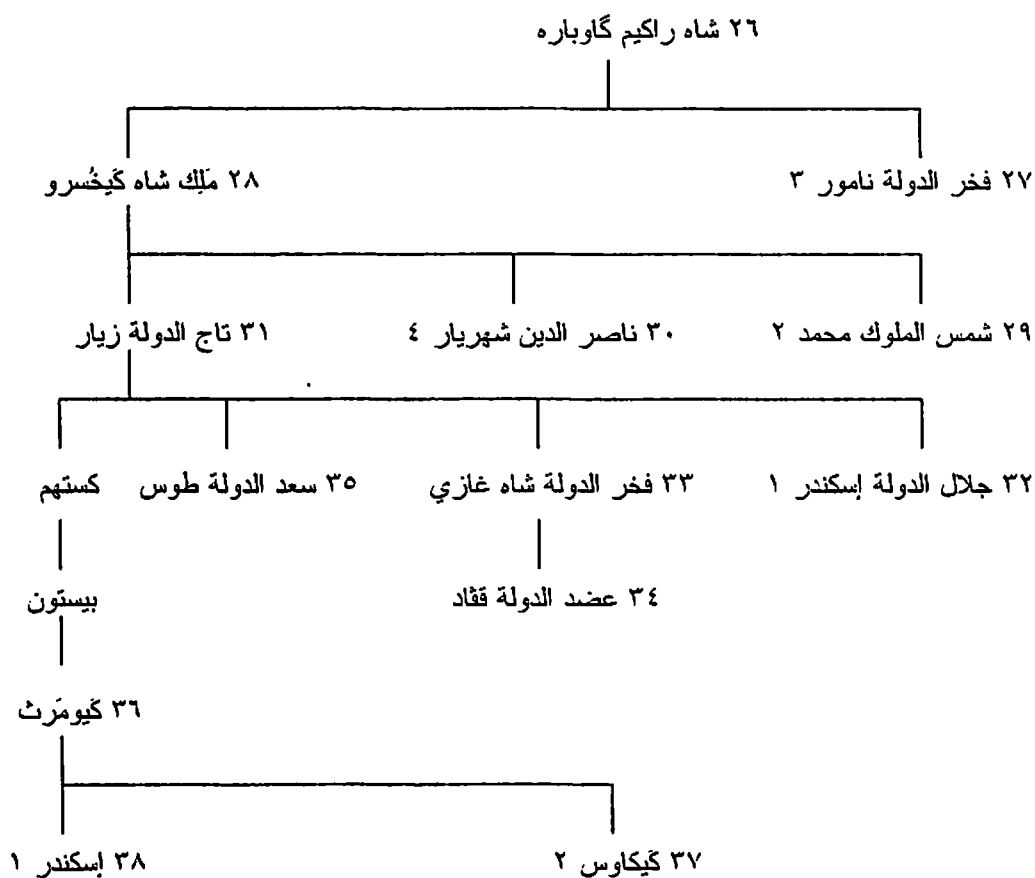 ٢٦ شاه راكيم گاوباره
٢٧ فخر الدولة نامور ٣ ٢٨ مَلِك شاه كَيخُسرو
٢٩ شمس الملوك محمد ٢ ٣٠ ناصر الدين شهريار ٤ ٣١ تاج الدولة زيار
٣٢ جلال الدولة إسكندر ١ ٣٣ فخر الدولة شاه غازي ٣٥ سعد الدولة طوس كستهم
٣٤ عضد الدولة قڤاد بيستون
٣٦ كَيومَرث
٣٧ كَيكاوس ٢ ٣٨ إسكندر ١